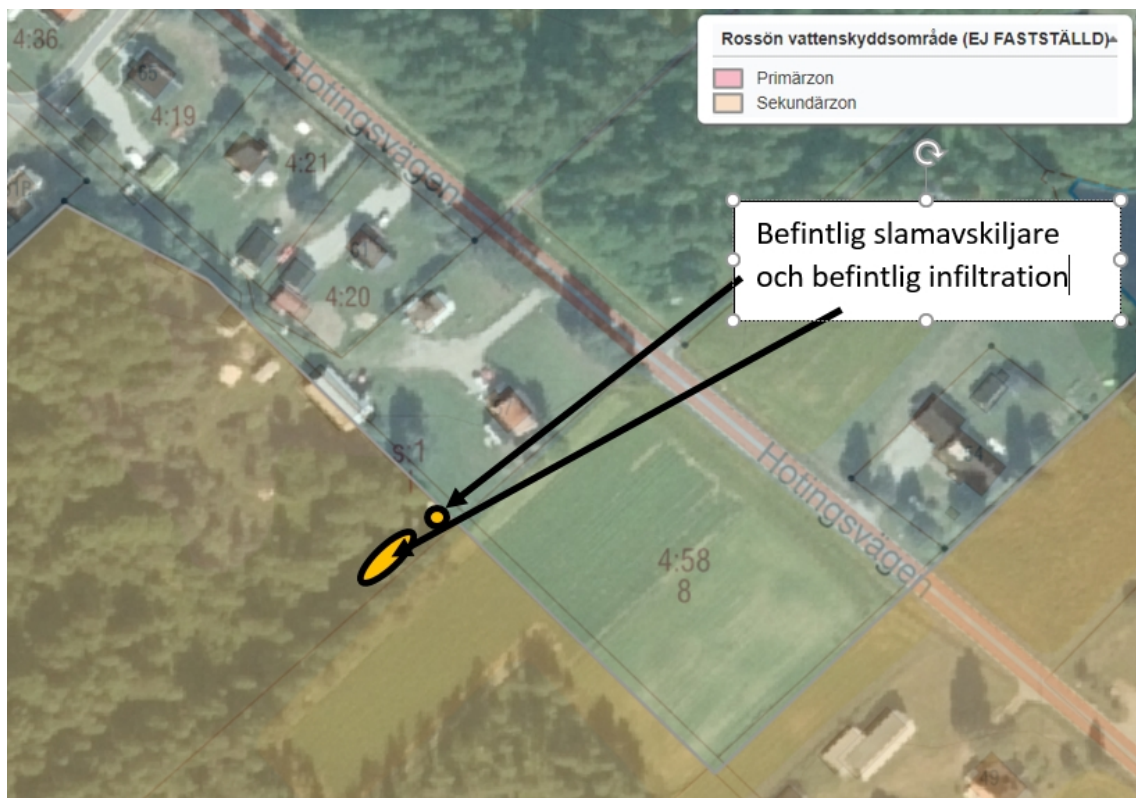 4:36
Rossön vattenskyddsområde (EJ FASTSTÄLLD)
Primärzon
Sekundärzon
4:19
Hotingsvägen
4:21
4:20
Befintlig slamavskiljare
och befintlig infiltration
s:1
Hotingsvägen
4:58
8